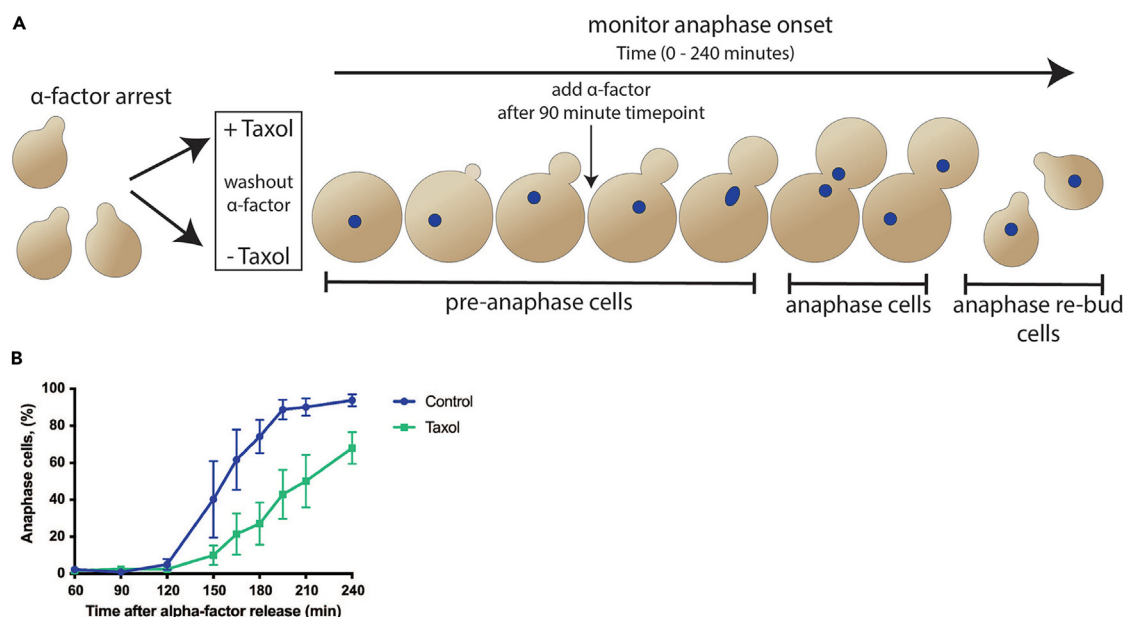 A
monitor anaphase onset
Time (0 - 240 minutes)
α-factor arrest
add α-factor
after 90 minute timepoint
+ Taxol
washout
α-factor
- Taxol
pre-anaphase cells
anaphase cells
anaphase re-bud
cells
B
Anaphase cells, (%)
100
80
60
40
20
0
60 90 120 150 180 210 240
Time after alpha-factor release (min)
Control
Taxol